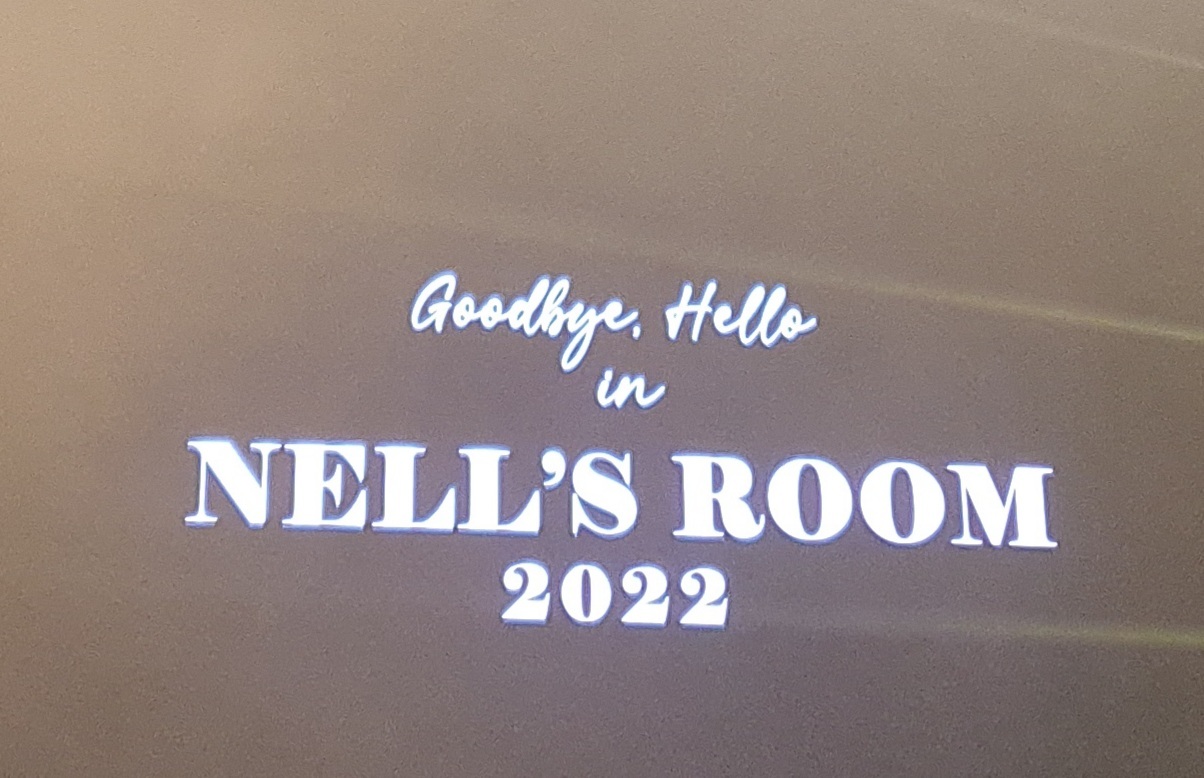 Goodbye, Hello
in
NELL'S ROOM
2022